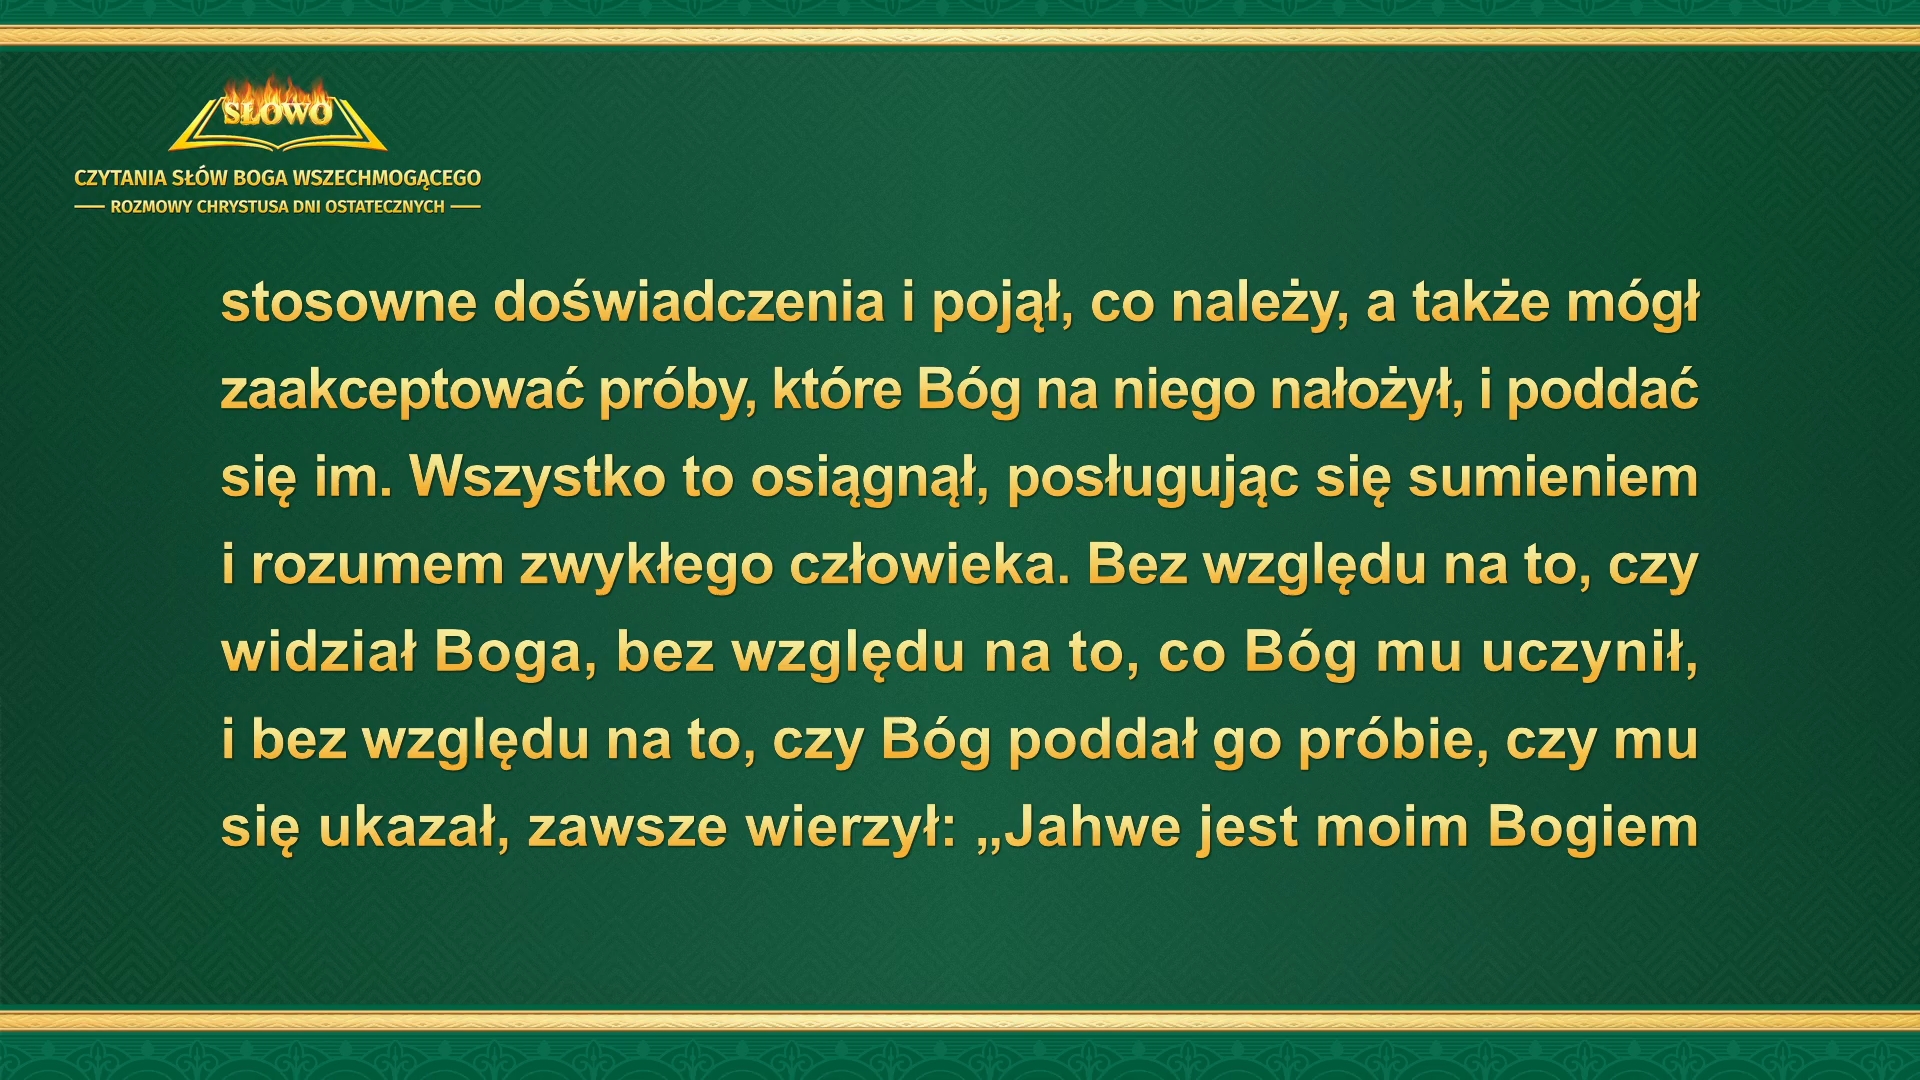 SŁOWO
CZYTANIA SŁÓW BOGA WSZECHMOGĄCEGO
ROZMOWY CHRYSTUSA DNI OSTATECZNYCH
stosowne doświadczenia i pojął, co należy, a także mógł
zaakceptować próby, które Bóg na niego nałożył, i poddać
się im. Wszystko to osiągnął, posługując się sumieniem
i rozumem zwykłego człowieka. Bez względu na to, czy
widział Boga, bez względu na to, co Bóg mu uczynił,
i bez względu na to, czy Bóg poddał go próbie, czy mu
się ukazał, zawsze wierzył: „Jahwe jest moim Bogiem